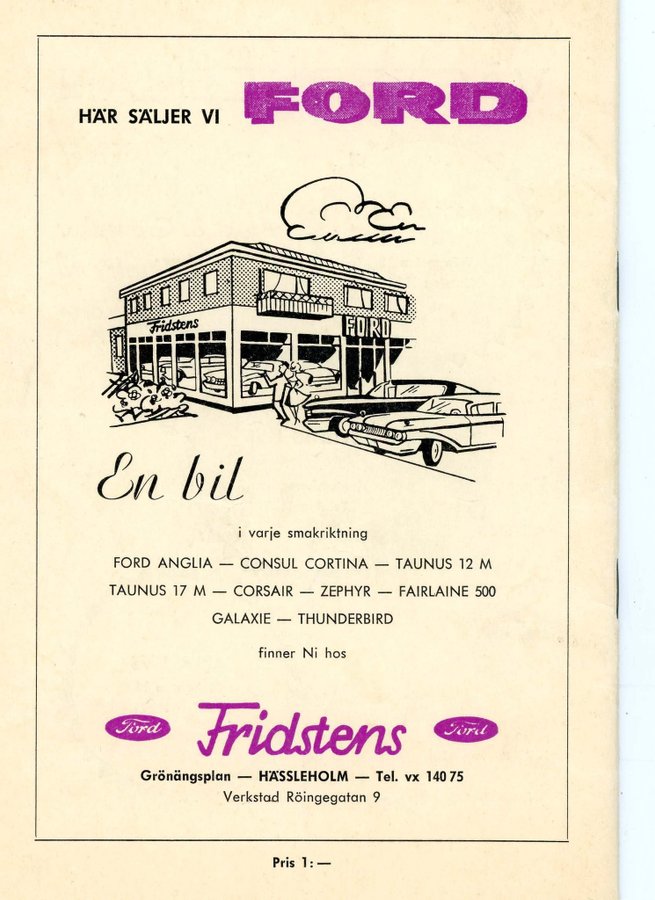 HÄR SÄLJER VI FORD
Fridstens
FORD
En bil
i varje smakriktning
FORD ANGLIA — CONSUL CORTINA — TAUNUS 12 M
TAUNUS 17 M — CORSAIR — ZEPHYR — FAIRLAINE 500
GALAXIE — THUNDERBIRD
finner Ni hos
Ford Fridstens Ford
Grönängsplan — HÄSSLEHOLM — Tel. vx 140 75
Verkstad Röingegatan 9
Pris 1: —